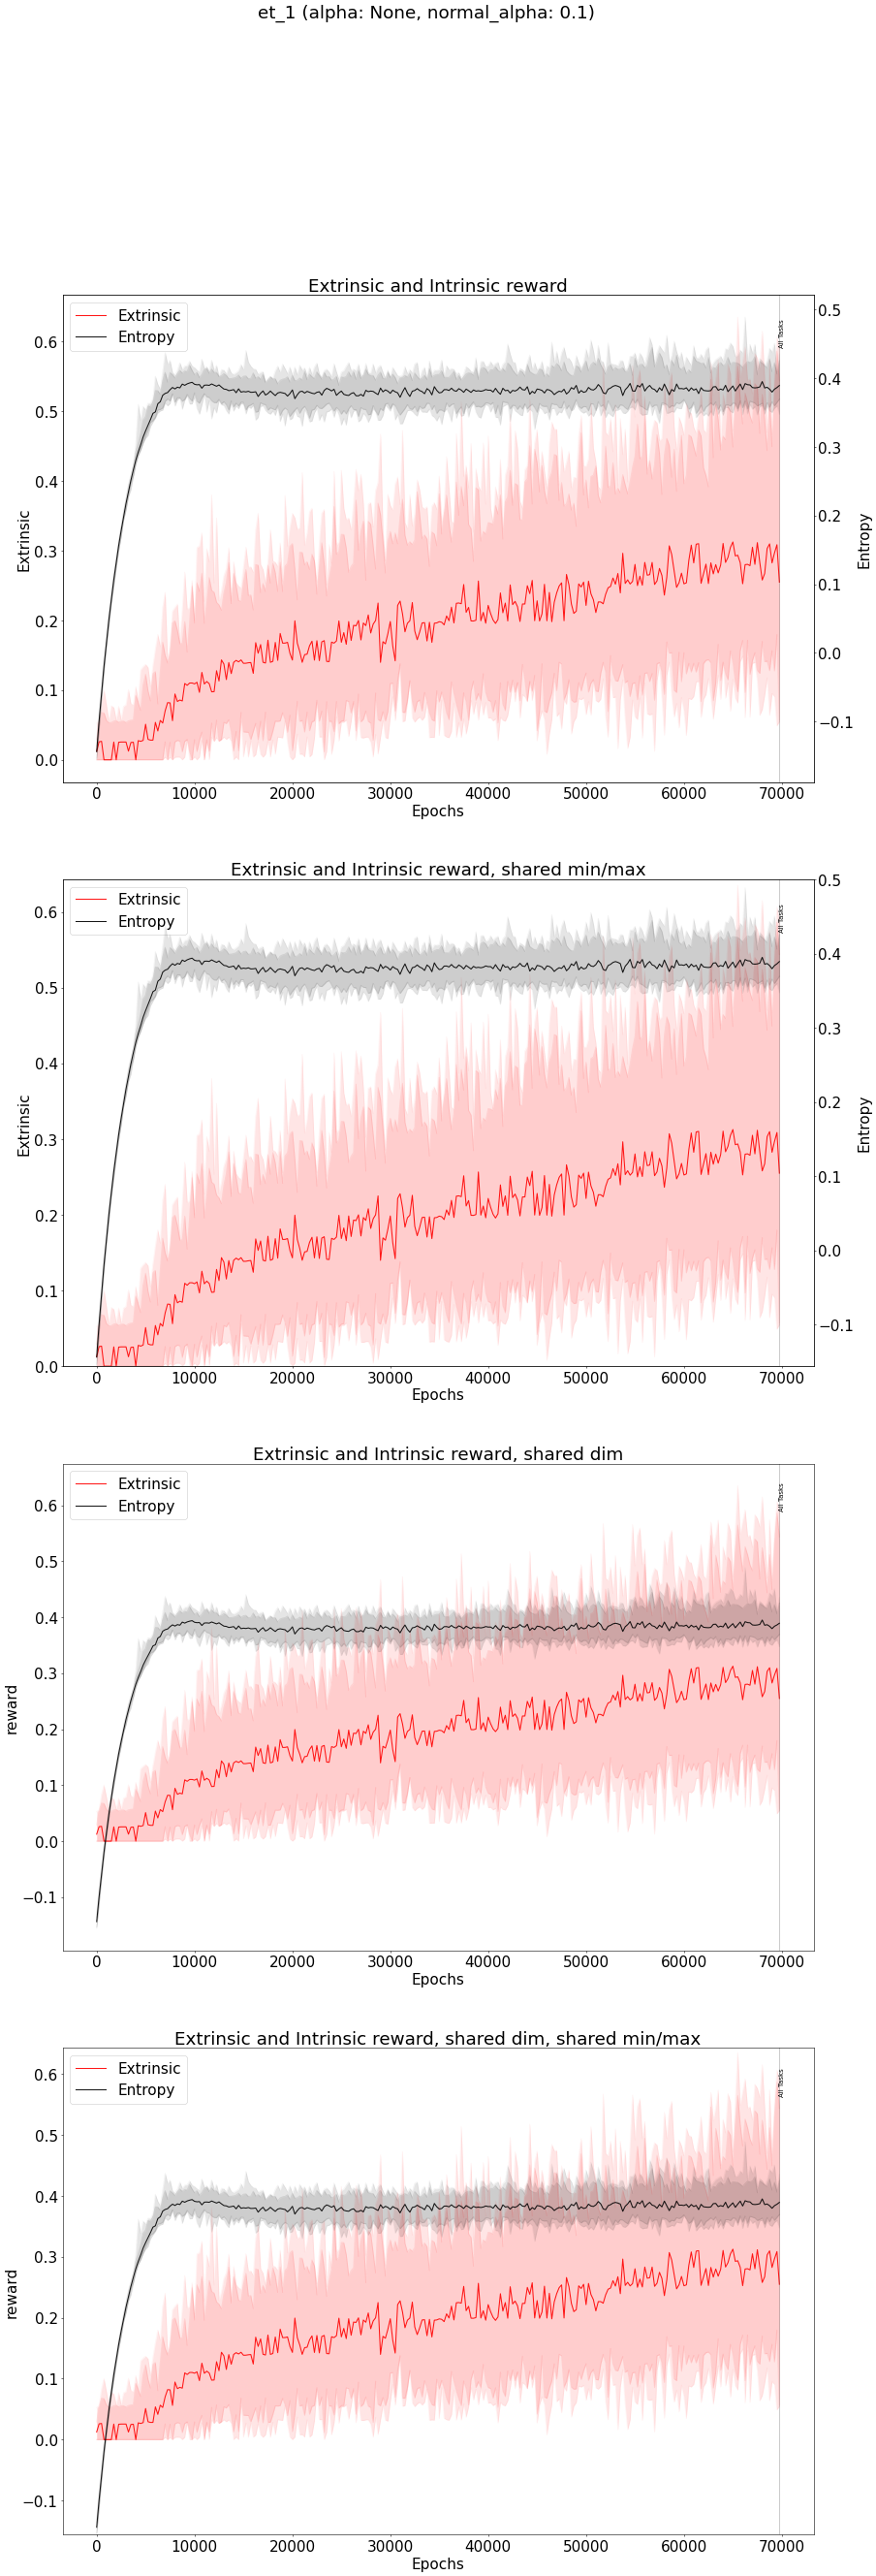 et_1 (alpha: None, normal_alpha: 0.1)
Extrinsic and Intrinsic reward
Extrinsic
Entropy
All Tasks
0.6
0.5
0.4
0.3
0.2
0.1
0.0
Extrinsic
0.5
0.4
0.3
0.2
0.1
0.0
−0.1
Entropy
0 10000 20000 30000 40000 50000 60000 70000
Epochs
Extrinsic and Intrinsic reward, shared min/max
Extrinsic
Entropy
All Tasks
0.6
0.5
0.4
0.3
0.2
0.1
0.0
Extrinsic
0.5
0.4
0.3
0.2
0.1
0.0
−0.1
Entropy
0 10000 20000 30000 40000 50000 60000 70000
Epochs
Extrinsic and Intrinsic reward, shared dim
Extrinsic
Entropy
All Tasks
0.6
0.5
0.4
0.3
0.2
0.1
0.0
−0.1
reward
0 10000 20000 30000 40000 50000 60000 70000
Epochs
Extrinsic and Intrinsic reward, shared dim, shared min/max
Extrinsic
Entropy
All Tasks
0.6
0.5
0.4
0.3
0.2
0.1
0.0
−0.1
reward
0 10000 20000 30000 40000 50000 60000 70000
Epochs